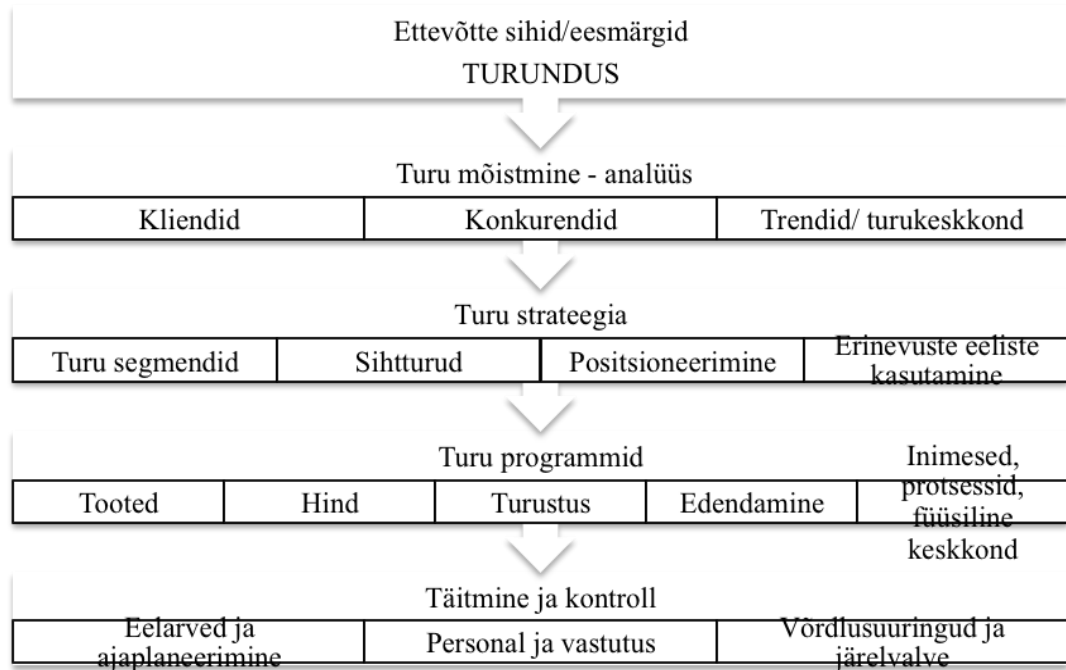 Ettevõtte sihid/eesmärgid
TURUNDUS
Turu mõistmine - analüüs
Kliendid
Konkurendid
Trendid/ turukeskkond
Turu strateegia
Turu segmendid
Sihtturud
Positsioneerimine
Erinevuste eeliste
kasutamine
Turu programmid
Tooted
Hind
Turustus
Edendamine
Inimesed,
protsessid,
füüsiline
keskkond
Täitmine ja kontroll
Eelarved ja
ajaplaneerimine
Personal ja vastutus
Võrdlusuuringud ja
järelvalve